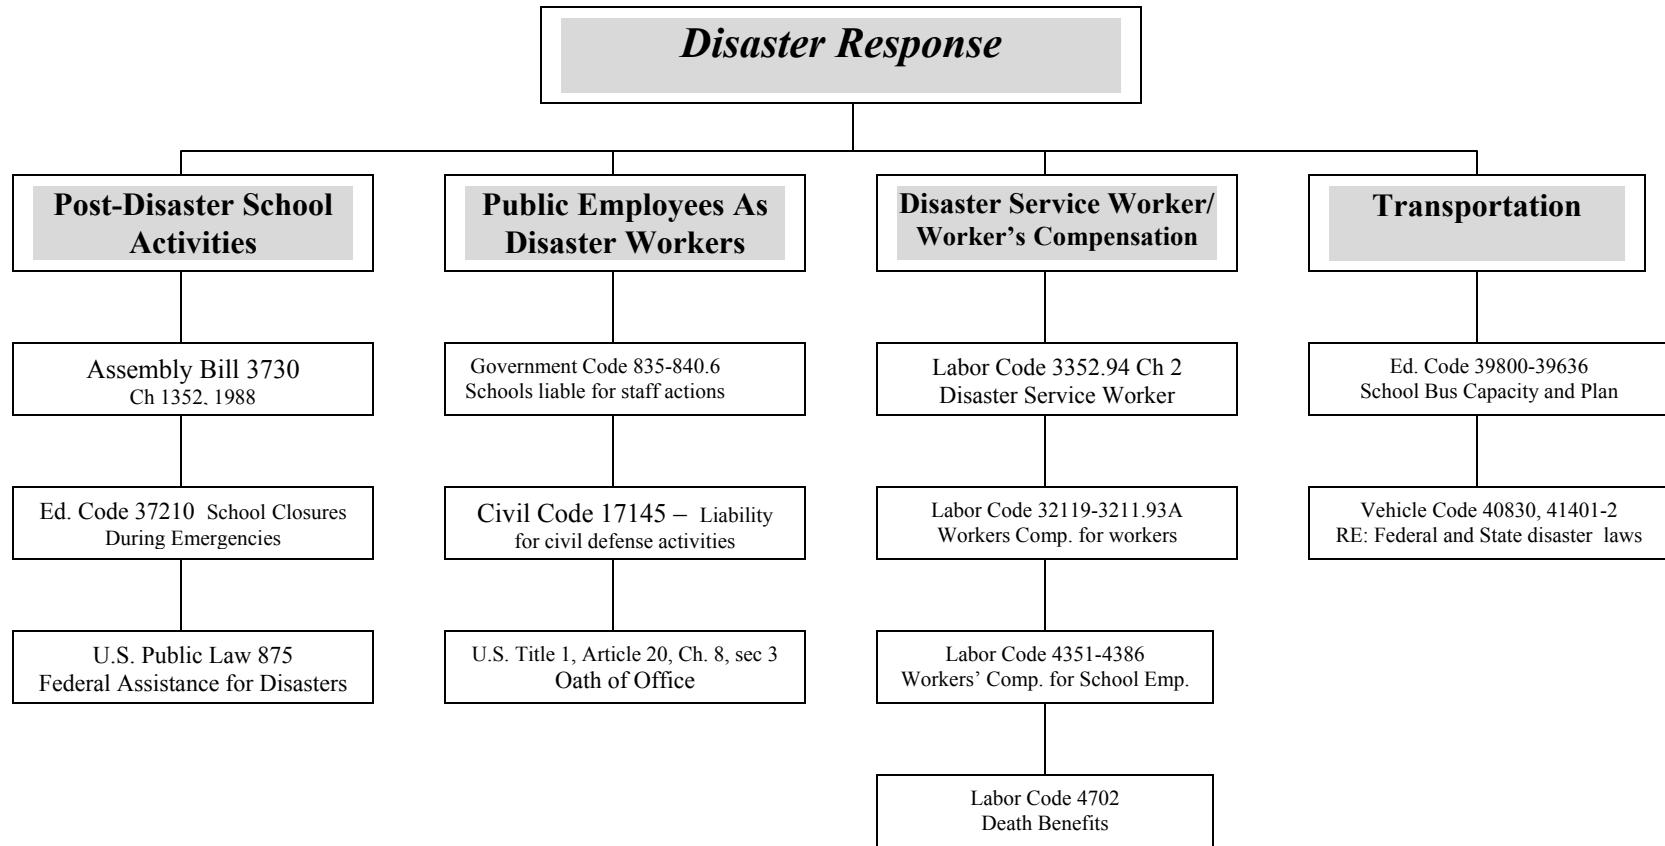 Disaster Response
Post-Disaster School
Activities
Assembly Bill 3730
Ch 1352, 1988
Ed. Code 37210 School Closures
During Emergencies
U.S. Public Law 875
Federal Assistance for Disasters
Public Employees As
Disaster Workers
Government Code 835-840.6
Schools liable for staff actions
Civil Code 17145 – Liability
for civil defense activities
U.S. Title 1, Article 20, Ch. 8, sec 3
Oath of Office
Disaster Service Worker/
Worker’s Compensation
Labor Code 3352.94 Ch 2
Disaster Service Worker
Labor Code 32119-3211.93A
Workers Comp. for workers
Labor Code 4351-4386
Workers’ Comp. for School Emp.
Labor Code 4702
Death Benefits
Transportation
Ed. Code 39800-39636
School Bus Capacity and Plan
Vehicle Code 40830, 41401-2
RE: Federal and State disaster laws